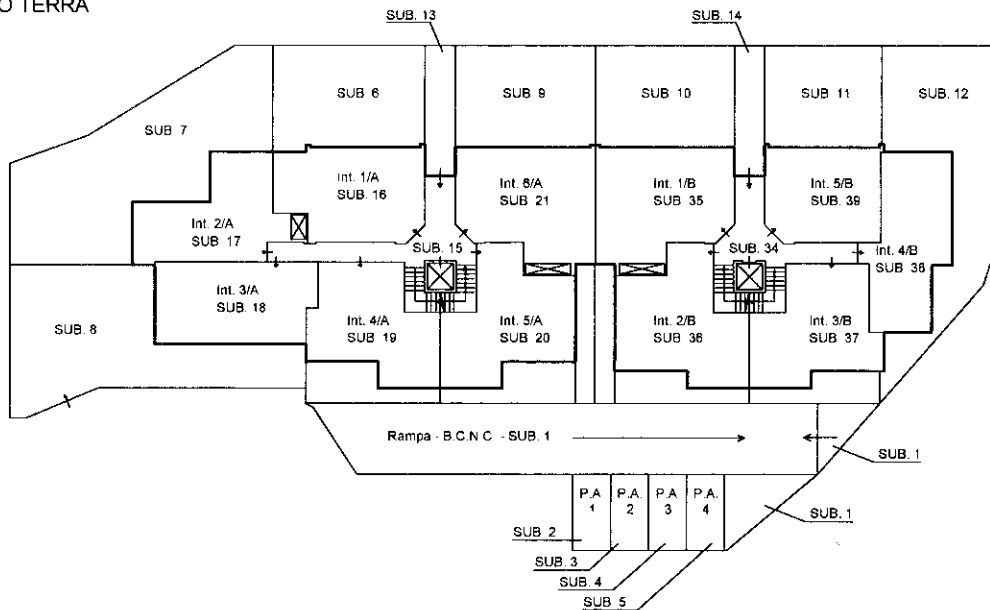 O TERRA
SUB. 13
SUB. 14
SUB 6
SUB 9
SUB 10
SUB. 11
SUB. 12
SUB 7
Int. 1/A
SUB. 16
Int. 6/A
SUB 21
Int. 1/B
SUB 35
Int. 5/B
SUB. 39
Int. 2/A
SUB 17
SUB. 15
SUB. 34
Int. 4/B
SUB 38
Int. 3/A
SUB. 18
SUB. 8
Int. 4/A
SUB 19
Int. 5/A
SUB 20
Int. 2/B
SUB 36
Int. 3/B
SUB 37
Rampa - B.C.N C - SUB. 1
SUB. 1
P.A
1
P.A.
2
P.A
3
P.A.
4
SUB. 1
SUB 2
SUB. 3
SUB. 4
SUB 5